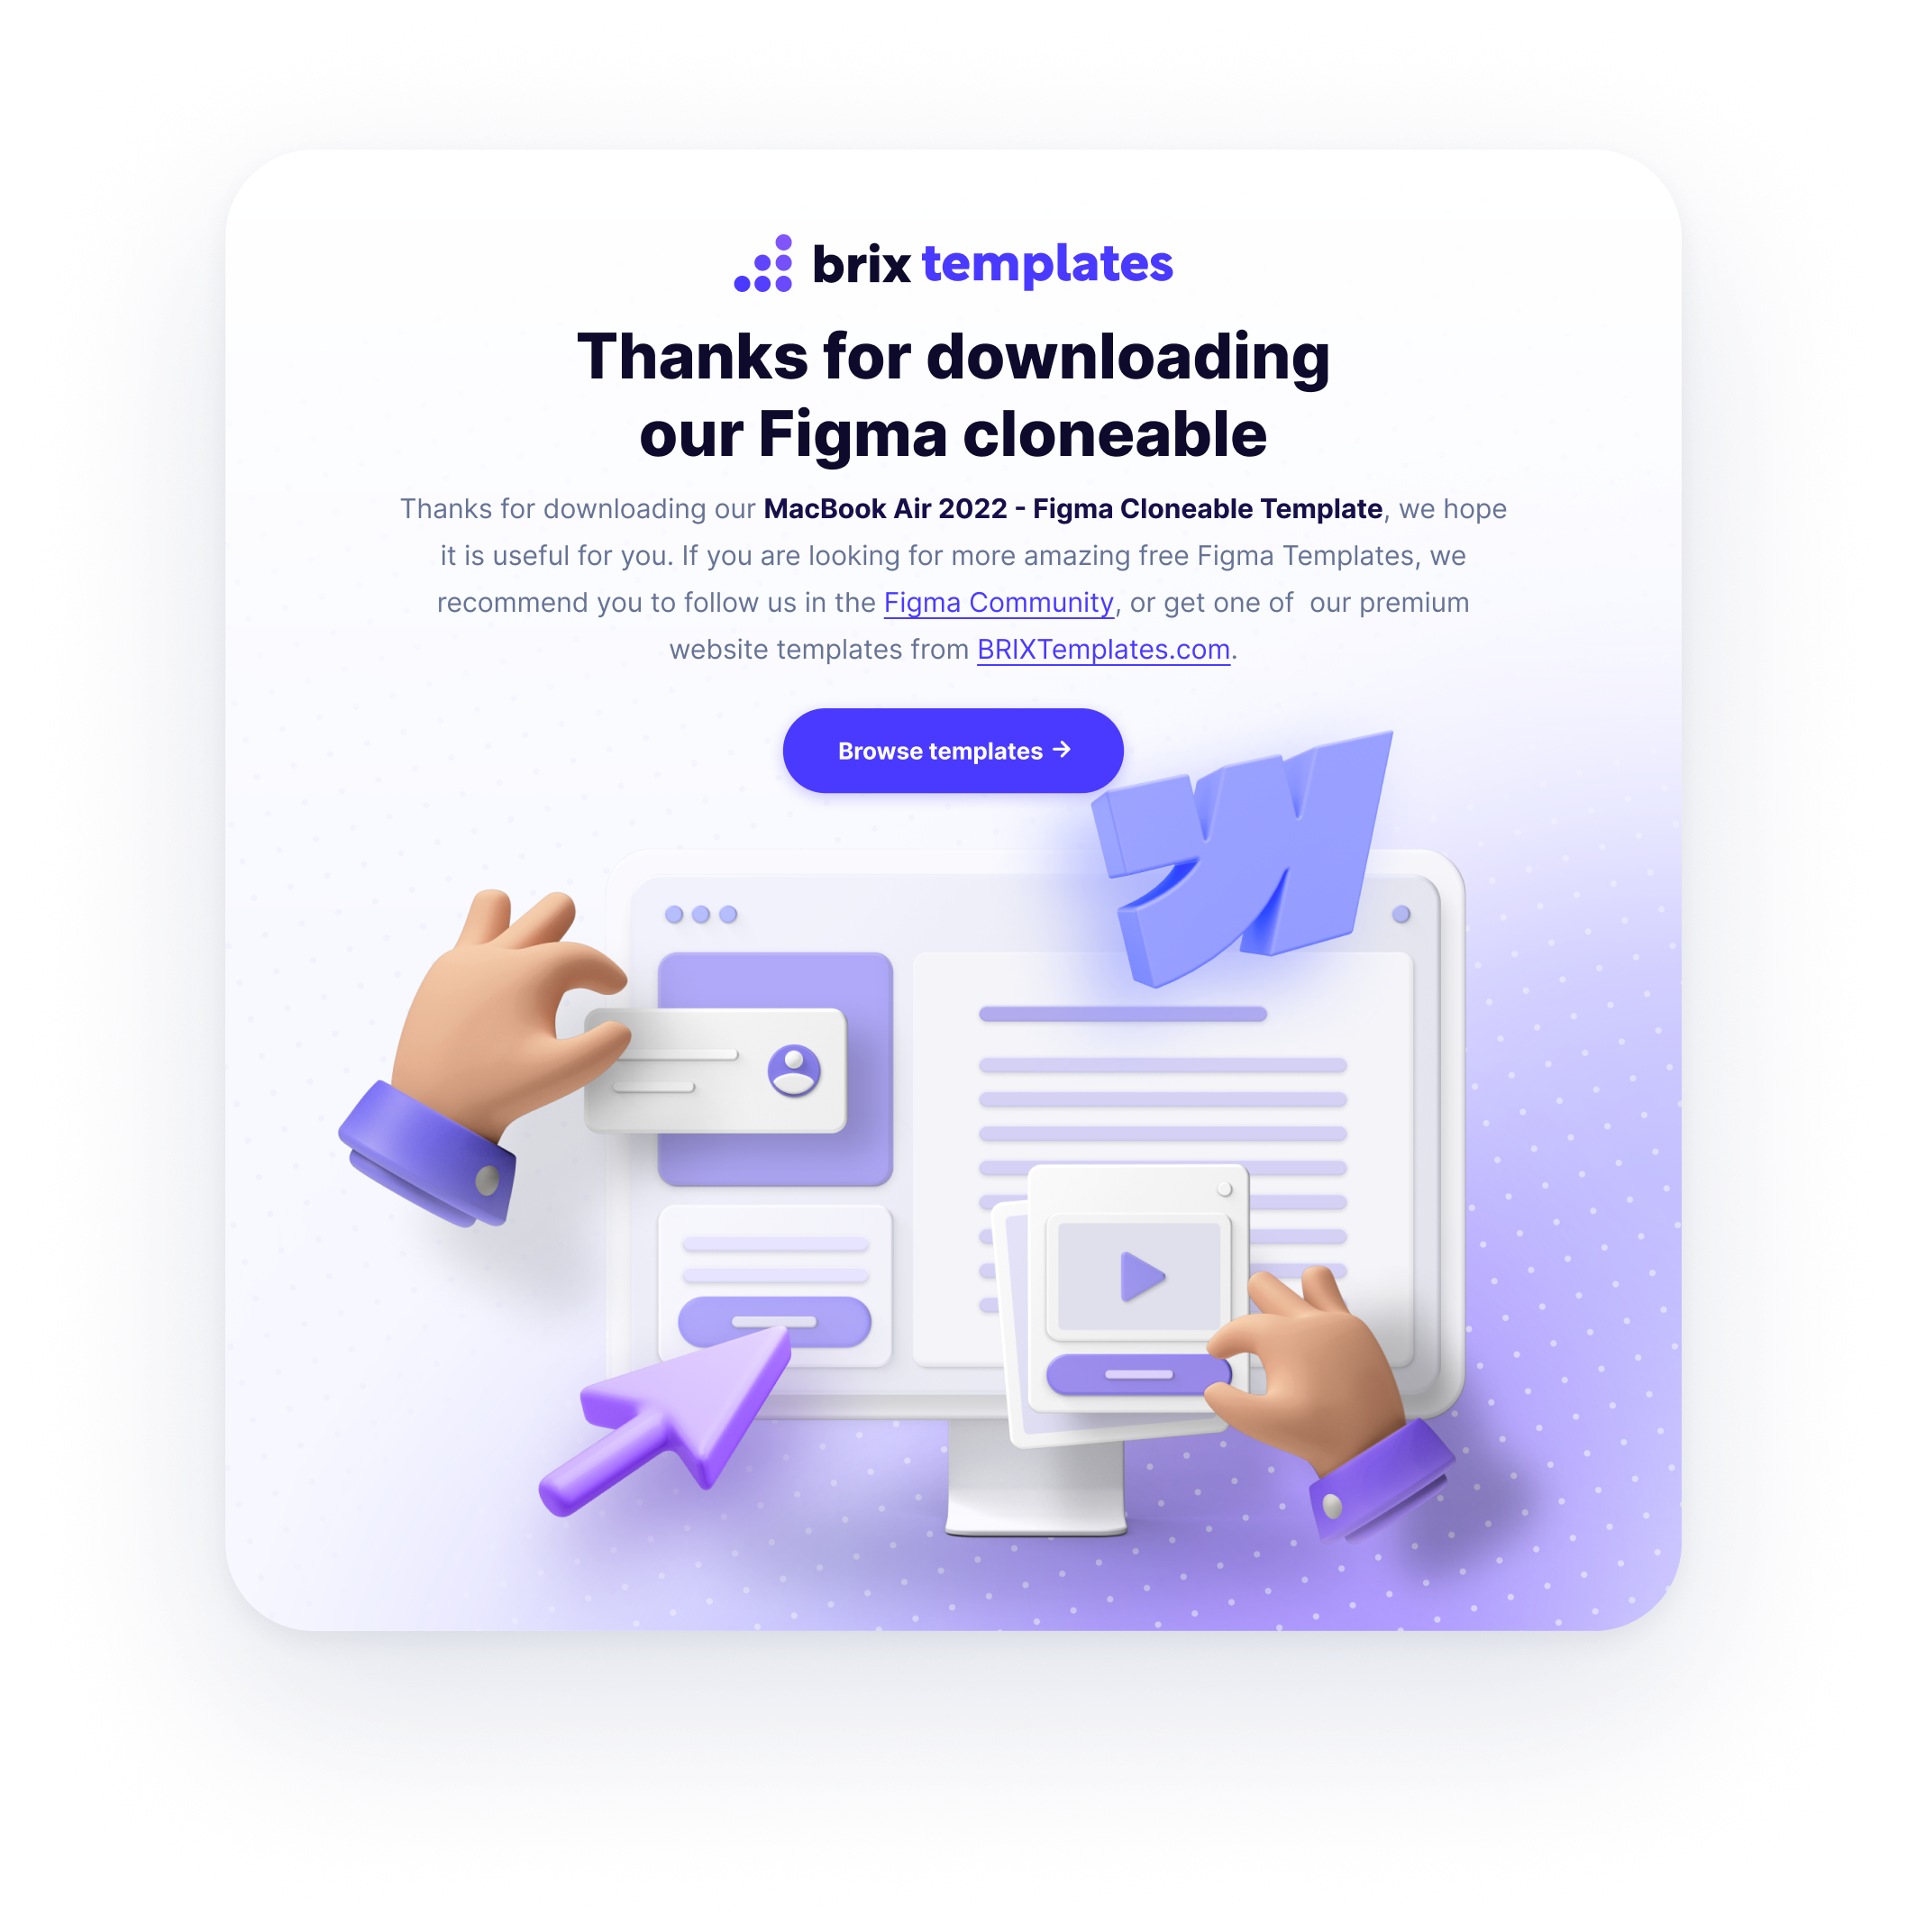 brix templates
Thanks for downloading
our Figma cloneable
Thanks for downloading our MacBook Air 2022 - Figma Cloneable Template, we hope
it is useful for you. If you are looking for more amazing free Figma Templates, we
recommend you to follow us in the Figma Community, or get one of  our premium
website templates from BRIXTemplates.com.
Browse templates →